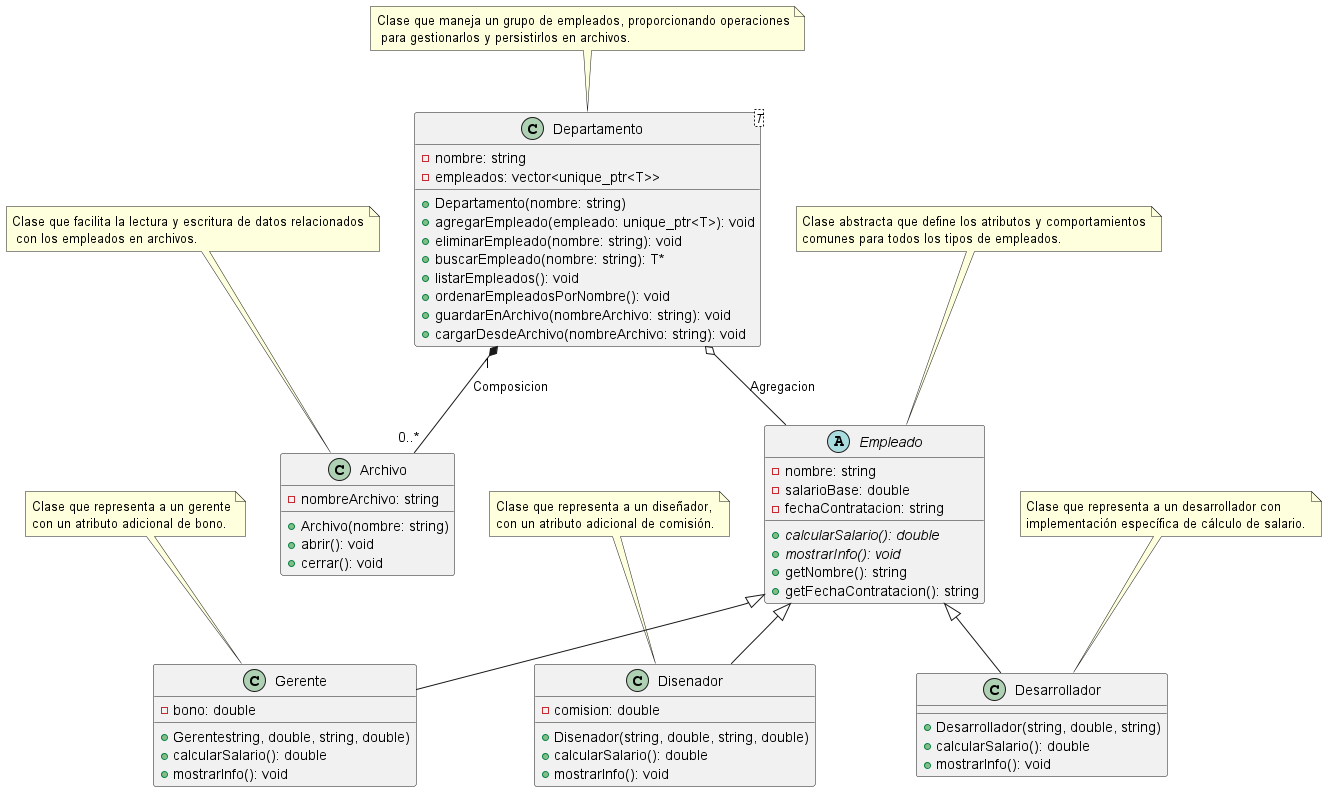 Clase que maneja un grupo de empleados, proporcionando operaciones
para gestionarlos y persistirlos en archivos.
C Departamento
T
nombre: string
empleados: vector<unique_ptr<T>>
Departamento(nombre: string)
agregarEmpleado(empleado: unique_ptr<T>): void
eliminarEmpleado(nombre: string): void
buscarEmpleado(nombre: string): T*
listarEmpleados(): void
ordenarEmpleadosPorNombre(): void
guardarEnArchivo(nombreArchivo: string): void
cargarDesdeArchivo(nombreArchivo: string): void
Clase que facilita la lectura y escritura de datos relacionados
con los empleados en archivos.
Clase abstracta que define los atributos y comportamientos
comunes para todos los tipos de empleados.
1
Composicion
0..*
Agregacion
C Archivo
nombreArchivo: string
Archivo(nombre: string)
abrir(): void
cerrar(): void
A Empleado
nombre: string
salarioBase: double
fechaContratacion: string
calcularSalario(): double
mostrarInfo(): void
getNombre(): string
getFechaContratacion(): string
Clase que representa a un gerente
con un atributo adicional de bono.
Clase que representa a un diseñador,
con un atributo adicional de comisión.
Clase que representa a un desarrollador con
implementación específica de cálculo de salario.
C Gerente
bono: double
Gerentestring, double, string, double)
calcularSalario(): double
mostrarInfo(): void
C Disenador
comision: double
Disenador(string, double, string, double)
calcularSalario(): double
mostrarInfo(): void
C Desarrollador
Desarrollador(string, double, string)
calcularSalario(): double
mostrarInfo(): void